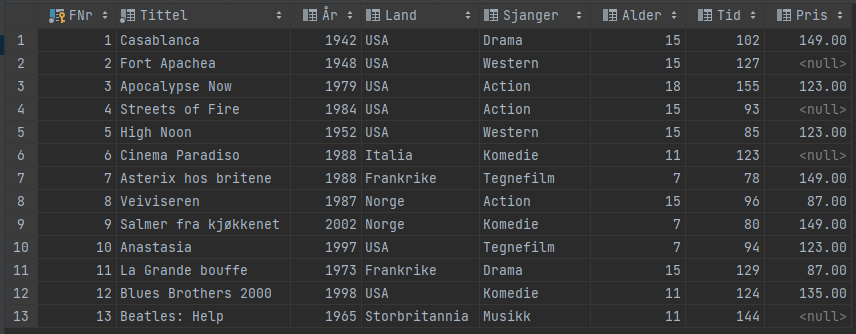 FNr Tittel År Land Sjanger Alder Tid Pris
1 1 Casablanca 1942 USA Drama 15 102 149.00
2 2 Fort Apachea 1948 USA Western 15 127 <null>
3 3 Apocalypse Now 1979 USA Action 18 155 123.00
4 4 Streets of Fire 1984 USA Action 15 93 <null>
5 5 High Noon 1952 USA Western 15 85 123.00
6 6 Cinema Paradiso 1988 Italia Komedie 11 123 <null>
7 7 Asterix hos britene 1988 Frankrike Tegnefilm 7 78 149.00
8 8 Veiviseren 1987 Norge Action 15 96 87.00
9 9 Salmer fra kjøkkenet 2002 Norge Komedie 7 80 149.00
10 10 Anastasia 1997 USA Tegnefilm 7 94 123.00
11 11 La Grande bouffe 1973 Frankrike Drama 15 129 87.00
12 12 Blues Brothers 2000 1998 USA Komedie 11 124 135.00
13 13 Beatles: Help 1965 Storbritannia Musikk 11 144 <null>